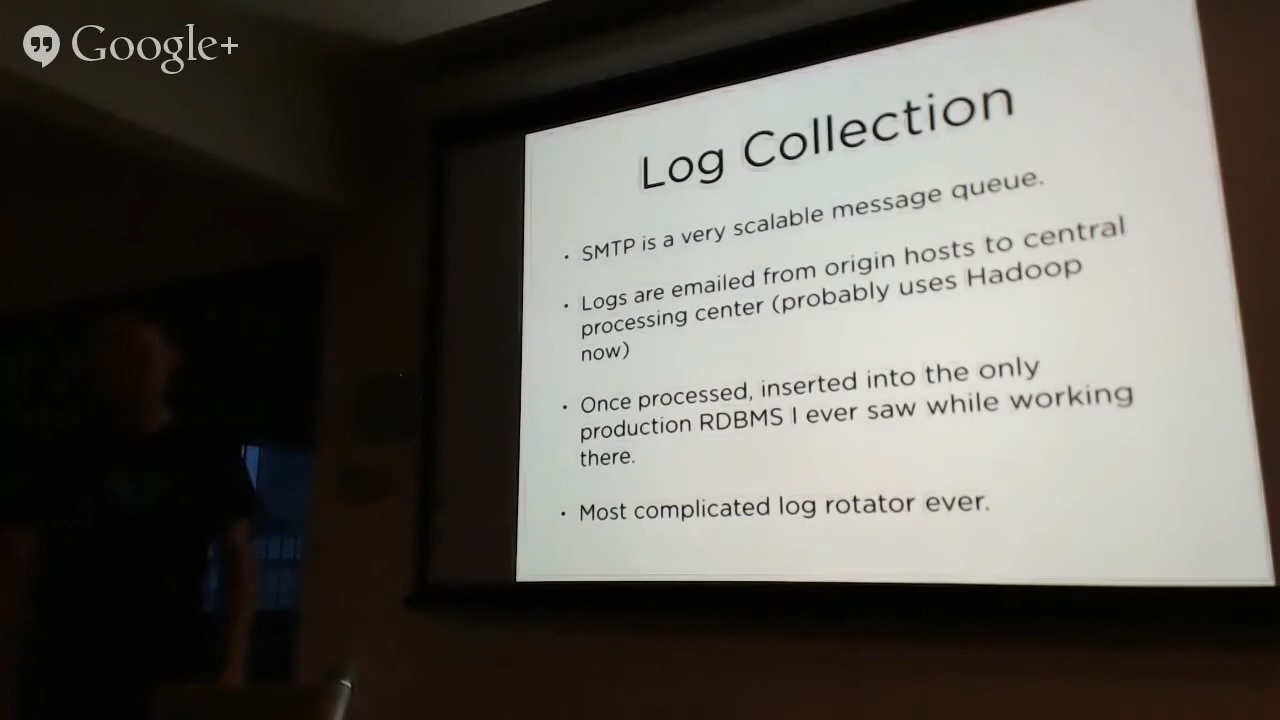 Google+
Log Collection
· SMTP is a very scalable message queue.
· Logs are emailed from origin hosts to central
processing center (probably uses Hadoop
now)
· Once processed, inserted into the only
production RDBMS I ever saw while working
there.
· Most complicated log rotator ever.